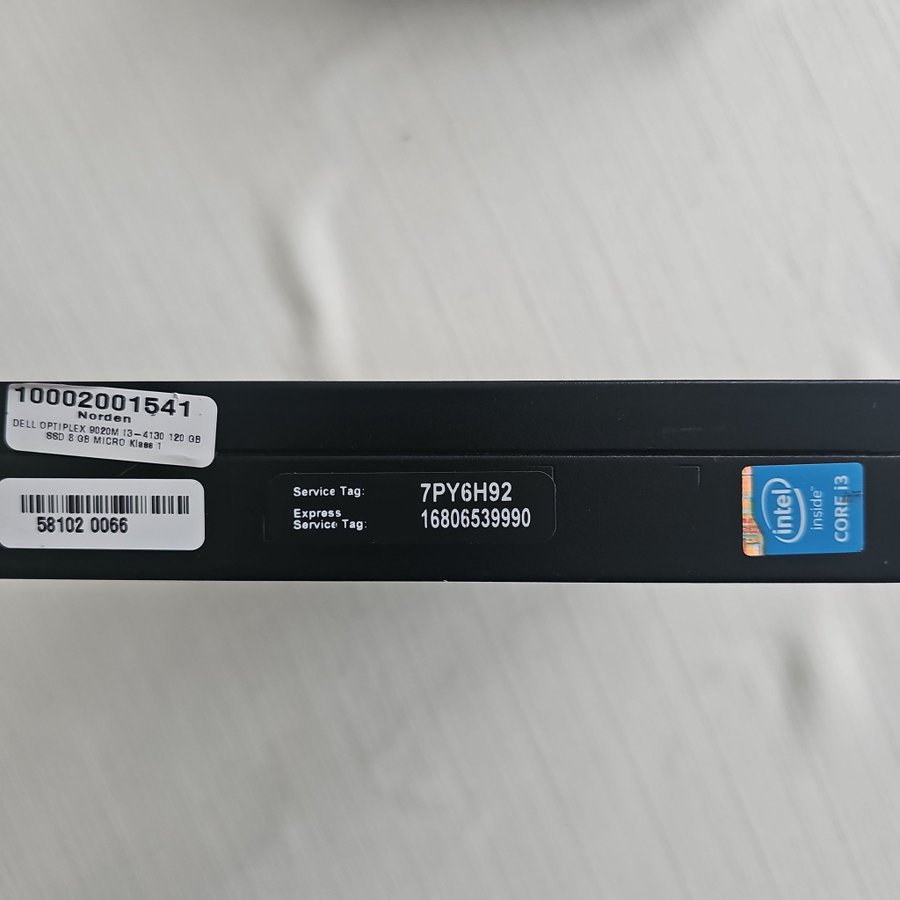 10002001541
Norden
DELL OPTIPLEX 9020M I3-4130 120 GB
SSD 8 GB MICRO Klass 1
58102 0066
Service Tag: 7PY6H92
Express
Service Tag: 16806539990
intel
inside™
CORE i3